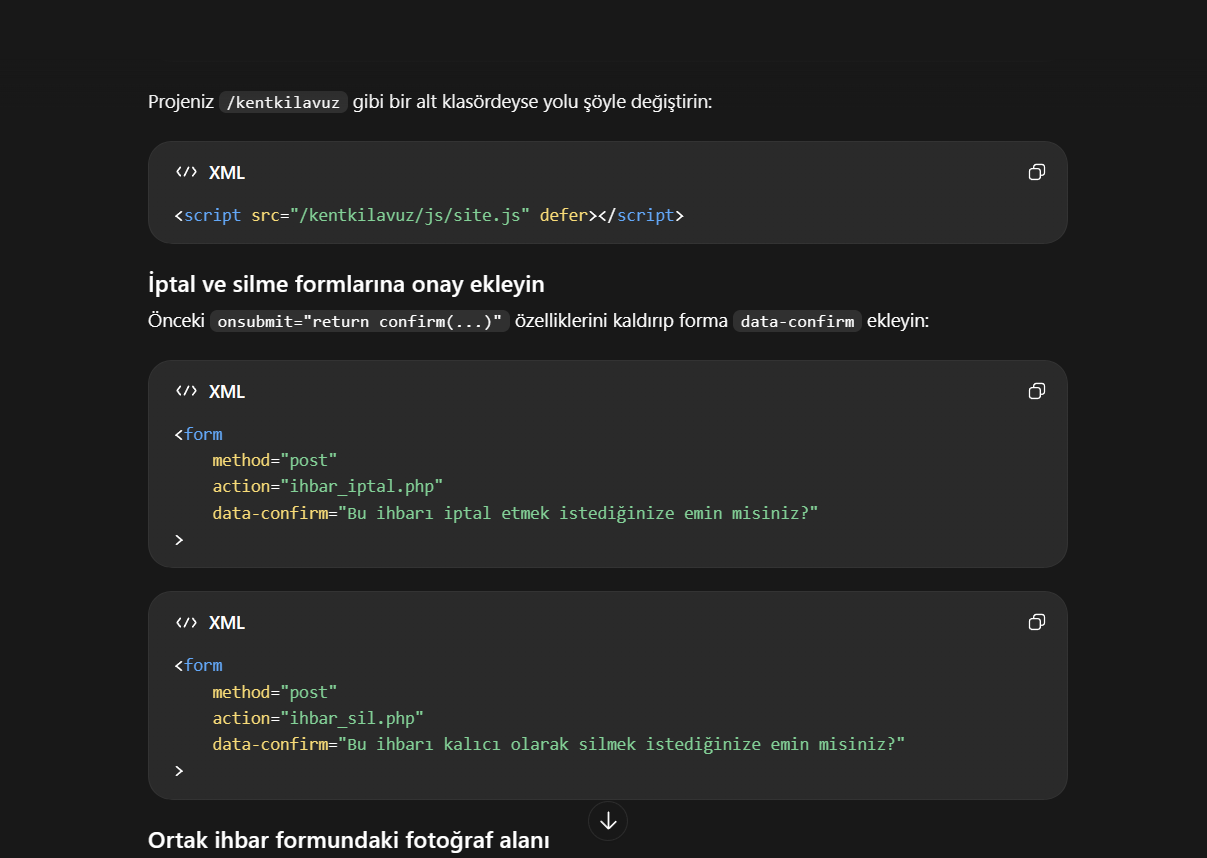 Projeniz /kentkilavuz gibi bir alt klasördeyse yolu şöyle değiştirin:
</> XML
<script src="/kentkilavuz/js/site.js" defer></script>
İptal ve silme formlarına onay ekleyin
Önceki onsubmit="return confirm(...)" özelliklerini kaldırıp forma data-confirm ekleyin:
</> XML
<form
    method="post"
    action="ihbar_iptal.php"
    data-confirm="Bu ihbarı iptal etmek istediğinize emin misiniz?"
>
</> XML
<form
    method="post"
    action="ihbar_sil.php"
    data-confirm="Bu ihbarı kalıcı olarak silmek istediğinize emin misiniz?"
>
Ortak ihbar formundaki fotoğraf alanı